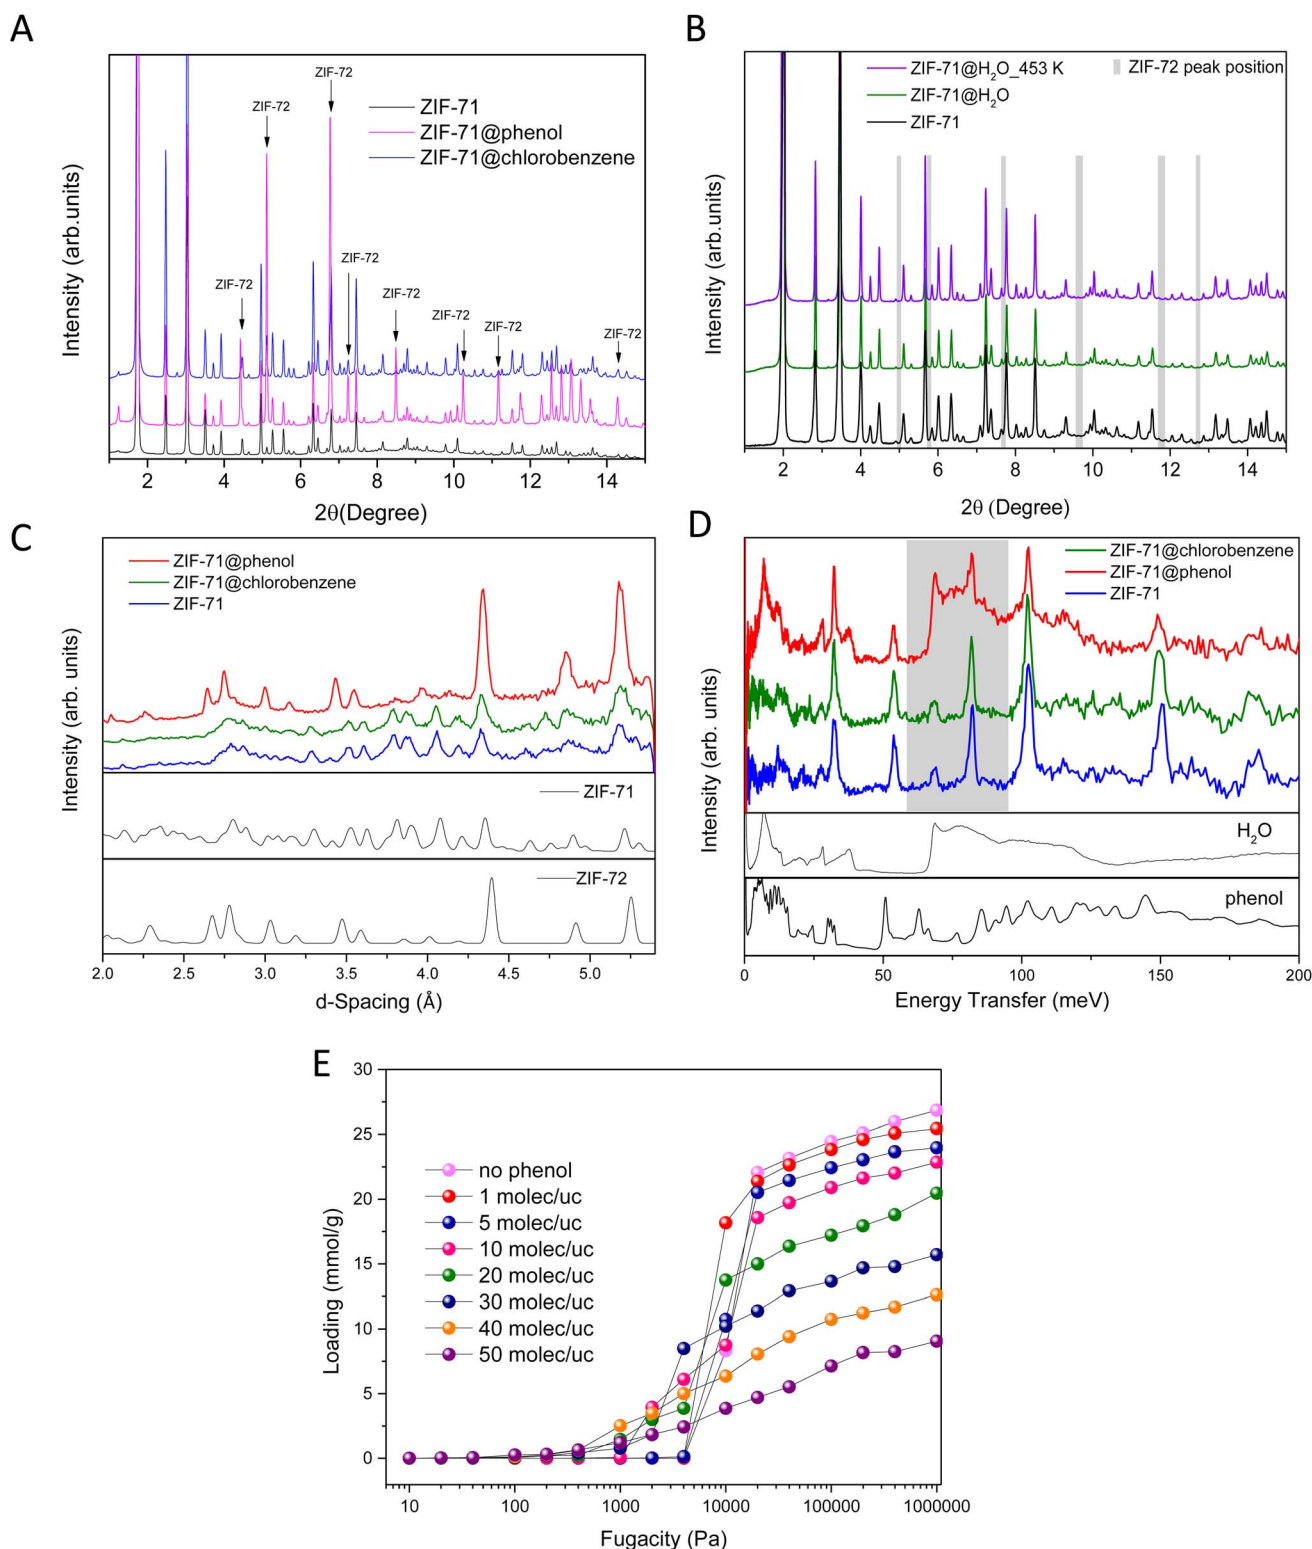 A
ZIF-72
ZIF-72
ZIF-71
ZIF-71@phenol
ZIF-71@chlorobenzene
ZIF-72
ZIF-72
ZIF-72
ZIF-72
ZIF-72
ZIF-72
Intensity (arb.units)
2 4 6 8 10 12 14
2θ(Degree)
B
ZIF-71@H2O_453 K
ZIF-71@H2O
ZIF-71
ZIF-72 peak position
Intensity (arb.units)
2 4 6 8 10 12 14
2θ (Degree)
C
ZIF-71@phenol
ZIF-71@chlorobenzene
ZIF-71
ZIF-71
ZIF-72
Intensity (arb. units)
2.0 2.5 3.0 3.5 4.0 4.5 5.0
d-Spacing (Å)
D
ZIF-71@chlorobenzene
ZIF-71@phenol
ZIF-71
H2O
phenol
Intensity (arb. units)
0 50 100 150 200
Energy Transfer (meV)
E
30
25
20
15
10
5
0
Loading (mmol/g)
no phenol
1 molec/uc
5 molec/uc
10 molec/uc
20 molec/uc
30 molec/uc
40 molec/uc
50 molec/uc
10 100 1000 10000 100000 1000000
Fugacity (Pa)